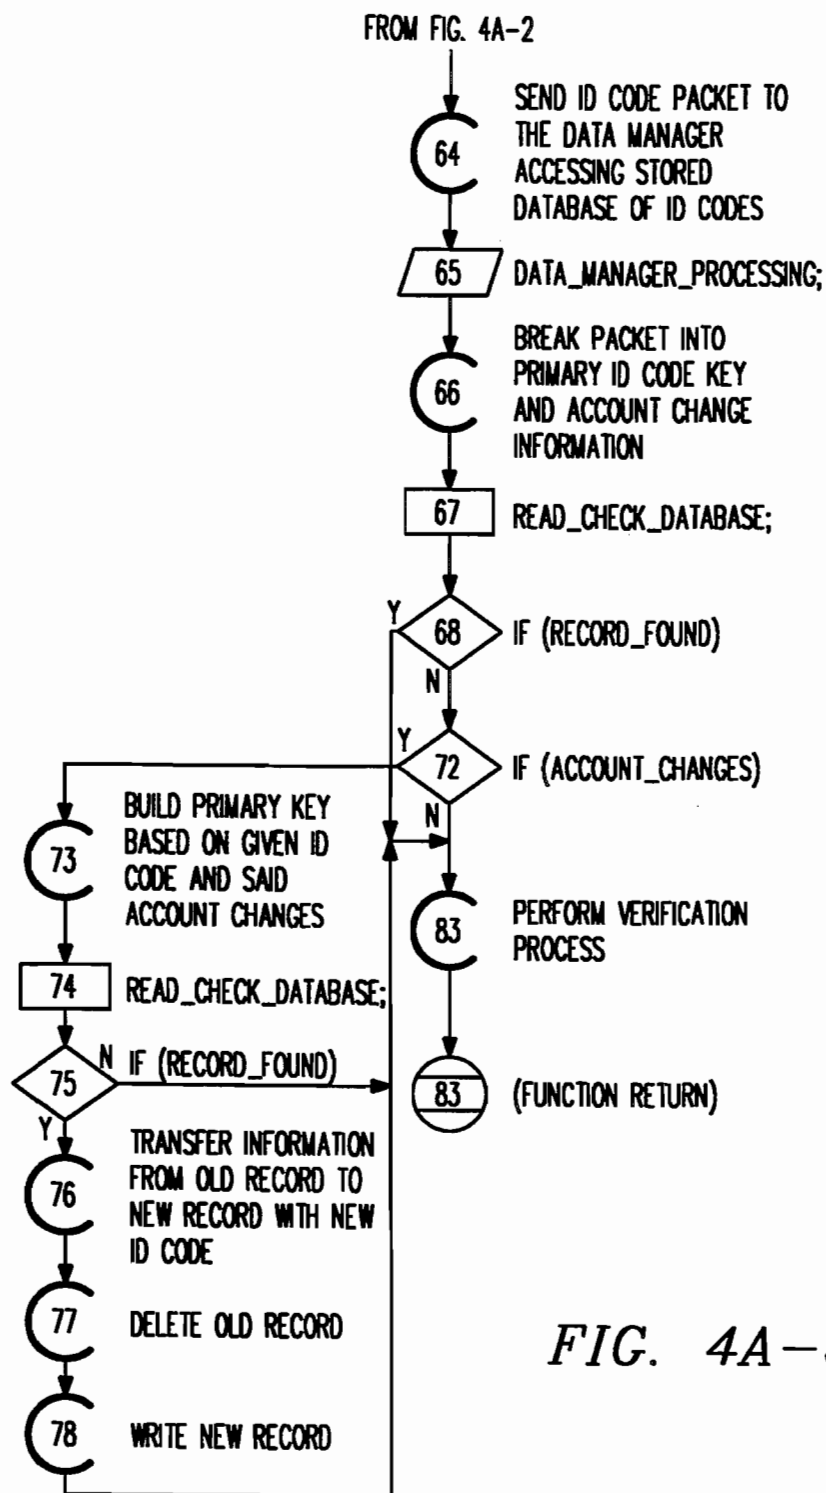 FROM FIG. 4A-2
64
SEND ID CODE PACKET TO
THE DATA MANAGER
ACCESSING STORED
DATABASE OF ID CODES
65
DATA_MANAGER_PROCESSING;
66
BREAK PACKET INTO
PRIMARY ID CODE KEY
AND ACCOUNT CHANGE
INFORMATION
67
READ_CHECK_DATABASE;
Y
68
IF (RECORD_FOUND)
N
Y
72
IF (ACCOUNT_CHANGES)
N
73
BUILD PRIMARY KEY
BASED ON GIVEN ID
CODE AND SAID
ACCOUNT CHANGES
83
PERFORM VERIFICATION
PROCESS
74
READ_CHECK_DATABASE;
75
N
IF (RECORD_FOUND)
Y
83
(FUNCTION RETURN)
76
TRANSFER INFORMATION
FROM OLD RECORD TO
NEW RECORD WITH NEW
ID CODE
77
DELETE OLD RECORD
78
WRITE NEW RECORD
FIG. 4A-